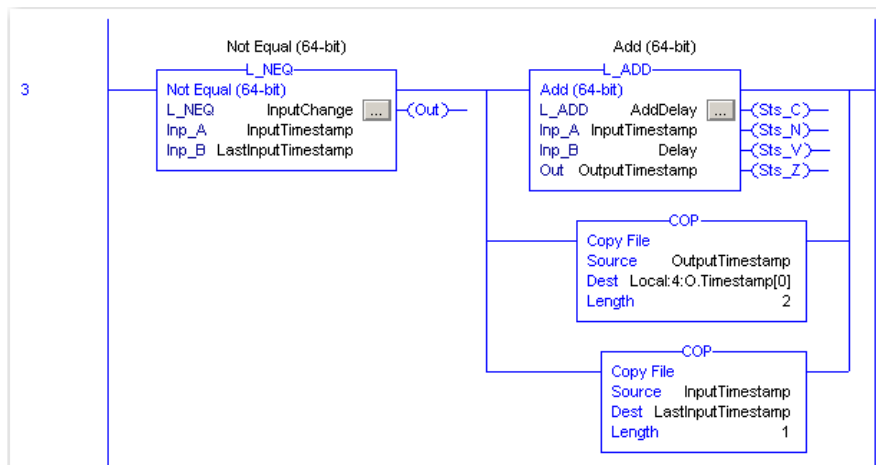 Not Equal (64-bit)
Add (64-bit)
3
L_NEQ
Not Equal (64-bit)
L_NEQ InputChange ... (Out)
Inp_A InputTimestamp
Inp_B LastInputTimestamp
L_ADD
Add (64-bit)
L_ADD AddDelay ... (Sts_C)
Inp_A InputTimestamp (Sts_N)
Inp_B Delay (Sts_V)
Out OutputTimestamp (Sts_Z)
COP
Copy File
Source OutputTimestamp
Dest Local:4:O.Timestamp[0]
Length 2
COP
Copy File
Source InputTimestamp
Dest LastInputTimestamp
Length 1